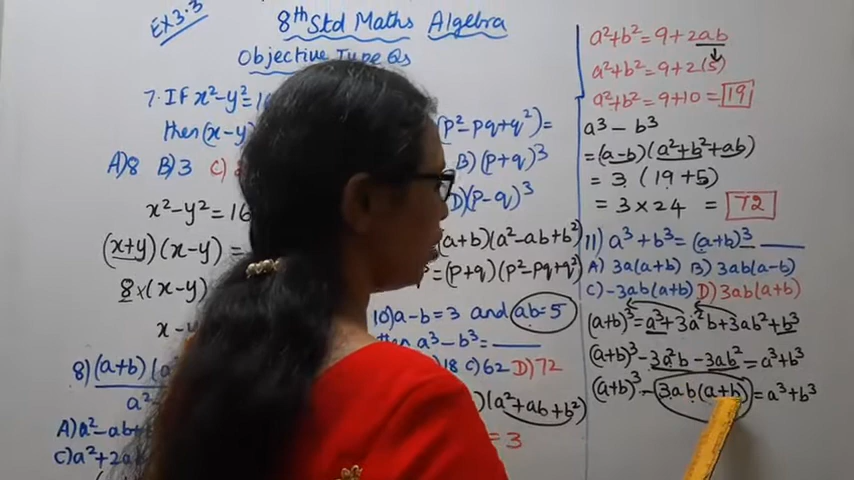 EX 3.3
8th Std Maths Algebra
Objective Type Qs
7. If x²-y²=1
then (x-y)
A) 8 B) 3 C)
x²-y²=16
(x+y)(x-y)=
8×(x-y)=
x-y
8) (a+b)(a
a²
A) a²-ab+b²
C) a²+2a
(p²-pq+q²)=
B) (p+q)³
D) (p-q)³
(a+b)(a²-ab+b²)
=(p+q)(p²-pq+q²)
10) a-b=3 and ab=5
then a³-b³=
18 C) 62 D) 72
(a²+ab+b²)
= 3
a²+b²=9+2ab
a²+b²=9+2(5)
a²+b²=9+10=19
a³-b³
=(a-b)(a²+b²+ab)
= 3 (19+5)
= 3×24 = 72
11) a³+b³=(a+b)³
A) 3a(a+b) B) 3ab(a-b)
C) -3ab(a+b) D) 3ab(a+b)
(a+b)³=a³+3a²b+3ab²+b³
(a+b)³-3a²b-3ab²=a³+b³
(a+b)³-3ab(a+b)=a³+b³